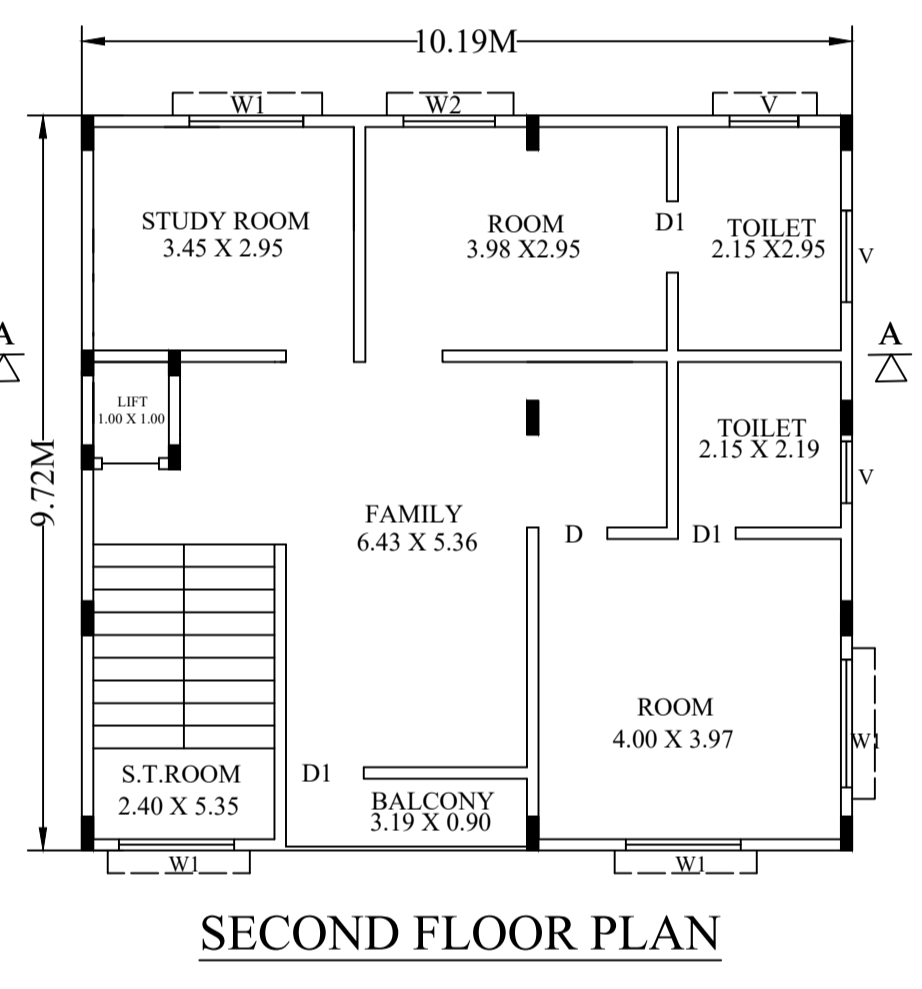 10.19M
W1
W2
V
STUDY ROOM
3.45 X 2.95
ROOM
3.98 X2.95
D1
TOILET
2.15 X2.95
V
A
A
LIFT
1.00 X 1.00
TOILET
2.15 X 2.19
V
9.72M
FAMILY
6.43 X 5.36
D
D1
ROOM
4.00 X 3.97
W1
S.T.ROOM
2.40 X 5.35
D1
BALCONY
3.19 X 0.90
W1
W1
SECOND FLOOR PLAN